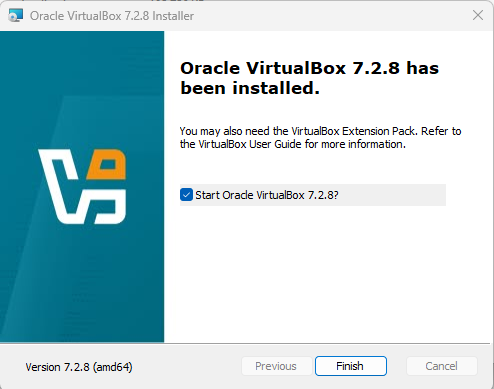 Oracle VirtualBox 7.2.8 Installer
Oracle VirtualBox 7.2.8 has
been installed.
You may also need the VirtualBox Extension Pack. Refer to
the VirtualBox User Guide for more information.
Start Oracle VirtualBox 7.2.8?
Version 7.2.8 (amd64)
Previous
Finish
Cancel